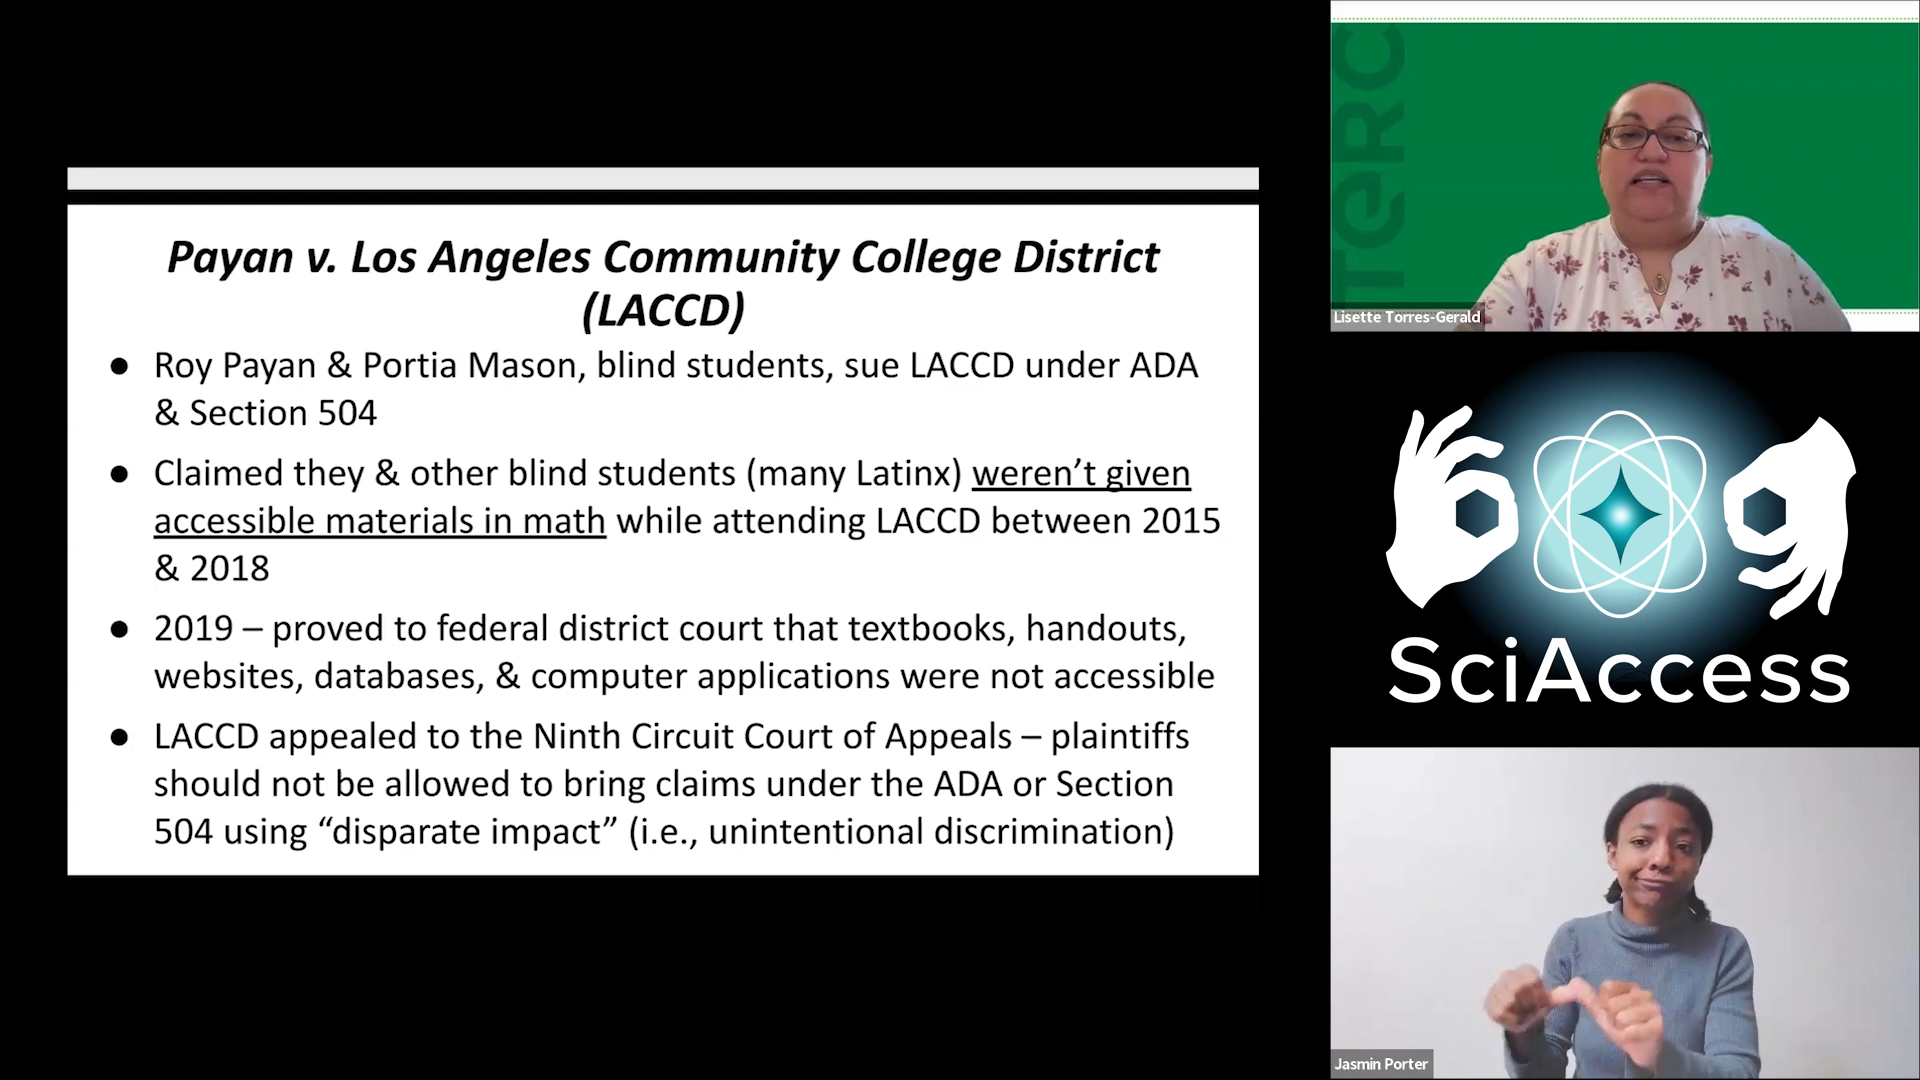 Payan v. Los Angeles Community College District
(LACCD)
● Roy Payan & Portia Mason, blind students, sue LACCD under ADA
& Section 504
● Claimed they & other blind students (many Latinx) weren’t given
accessible materials in math while attending LACCD between 2015
& 2018
● 2019 – proved to federal district court that textbooks, handouts,
websites, databases, & computer applications were not accessible
● LACCD appealed to the Ninth Circuit Court of Appeals – plaintiffs
should not be allowed to bring claims under the ADA or Section
504 using “disparate impact” (i.e., unintentional discrimination)
TeRC
Lisette Torres-Gerald
SciAccess
Jasmin Porter